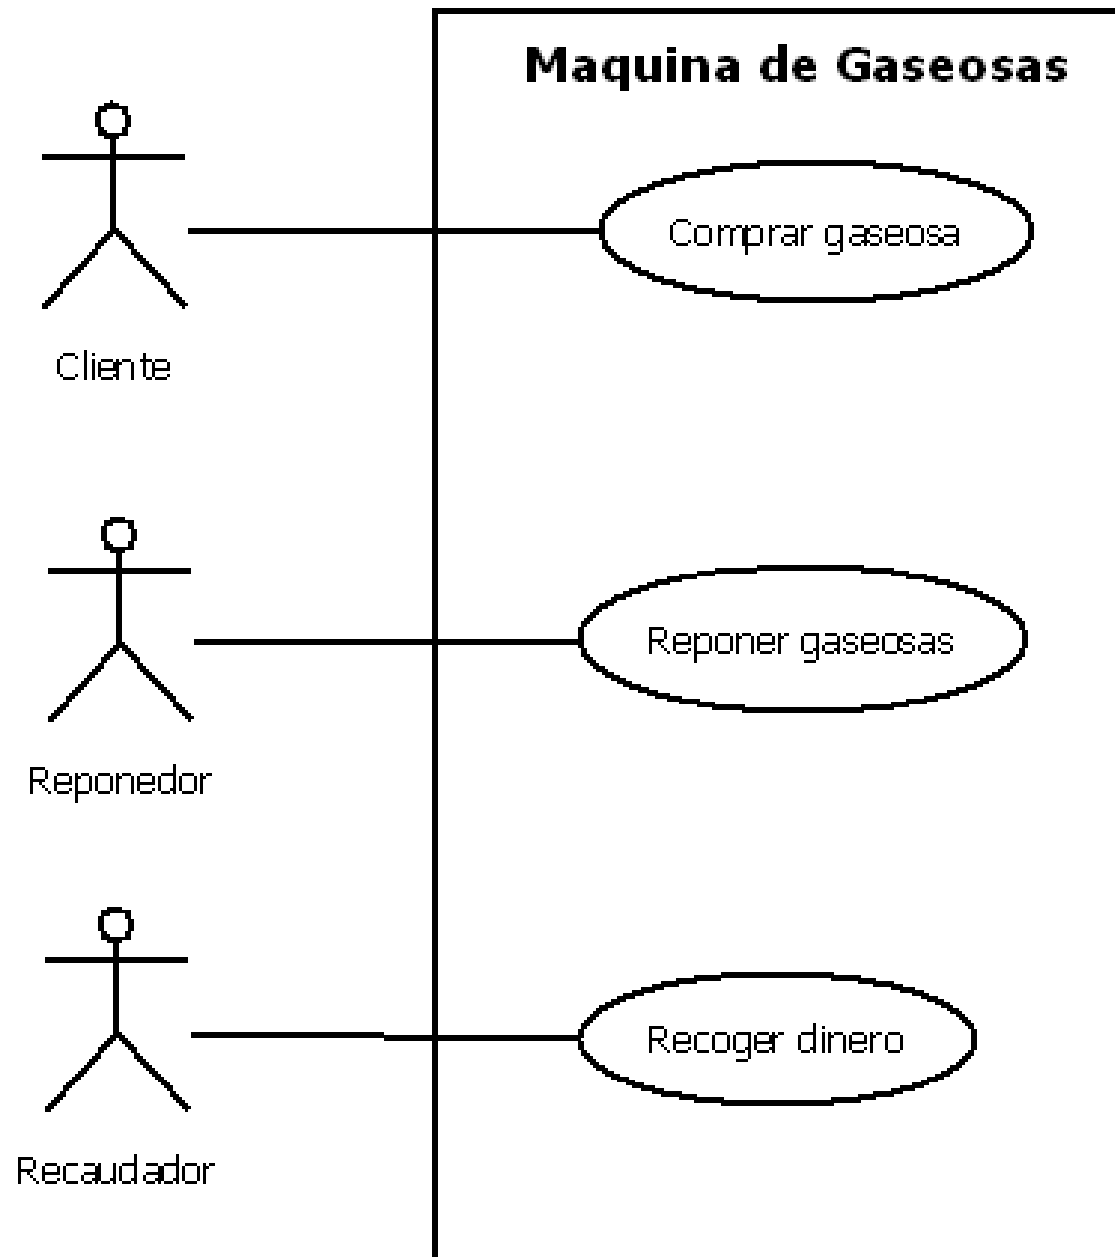 Maquina de Gaseosas
Comprar gaseosa
Cliente
Reponer gaseosas
Reponedor
Recoger dinero
Recaudador